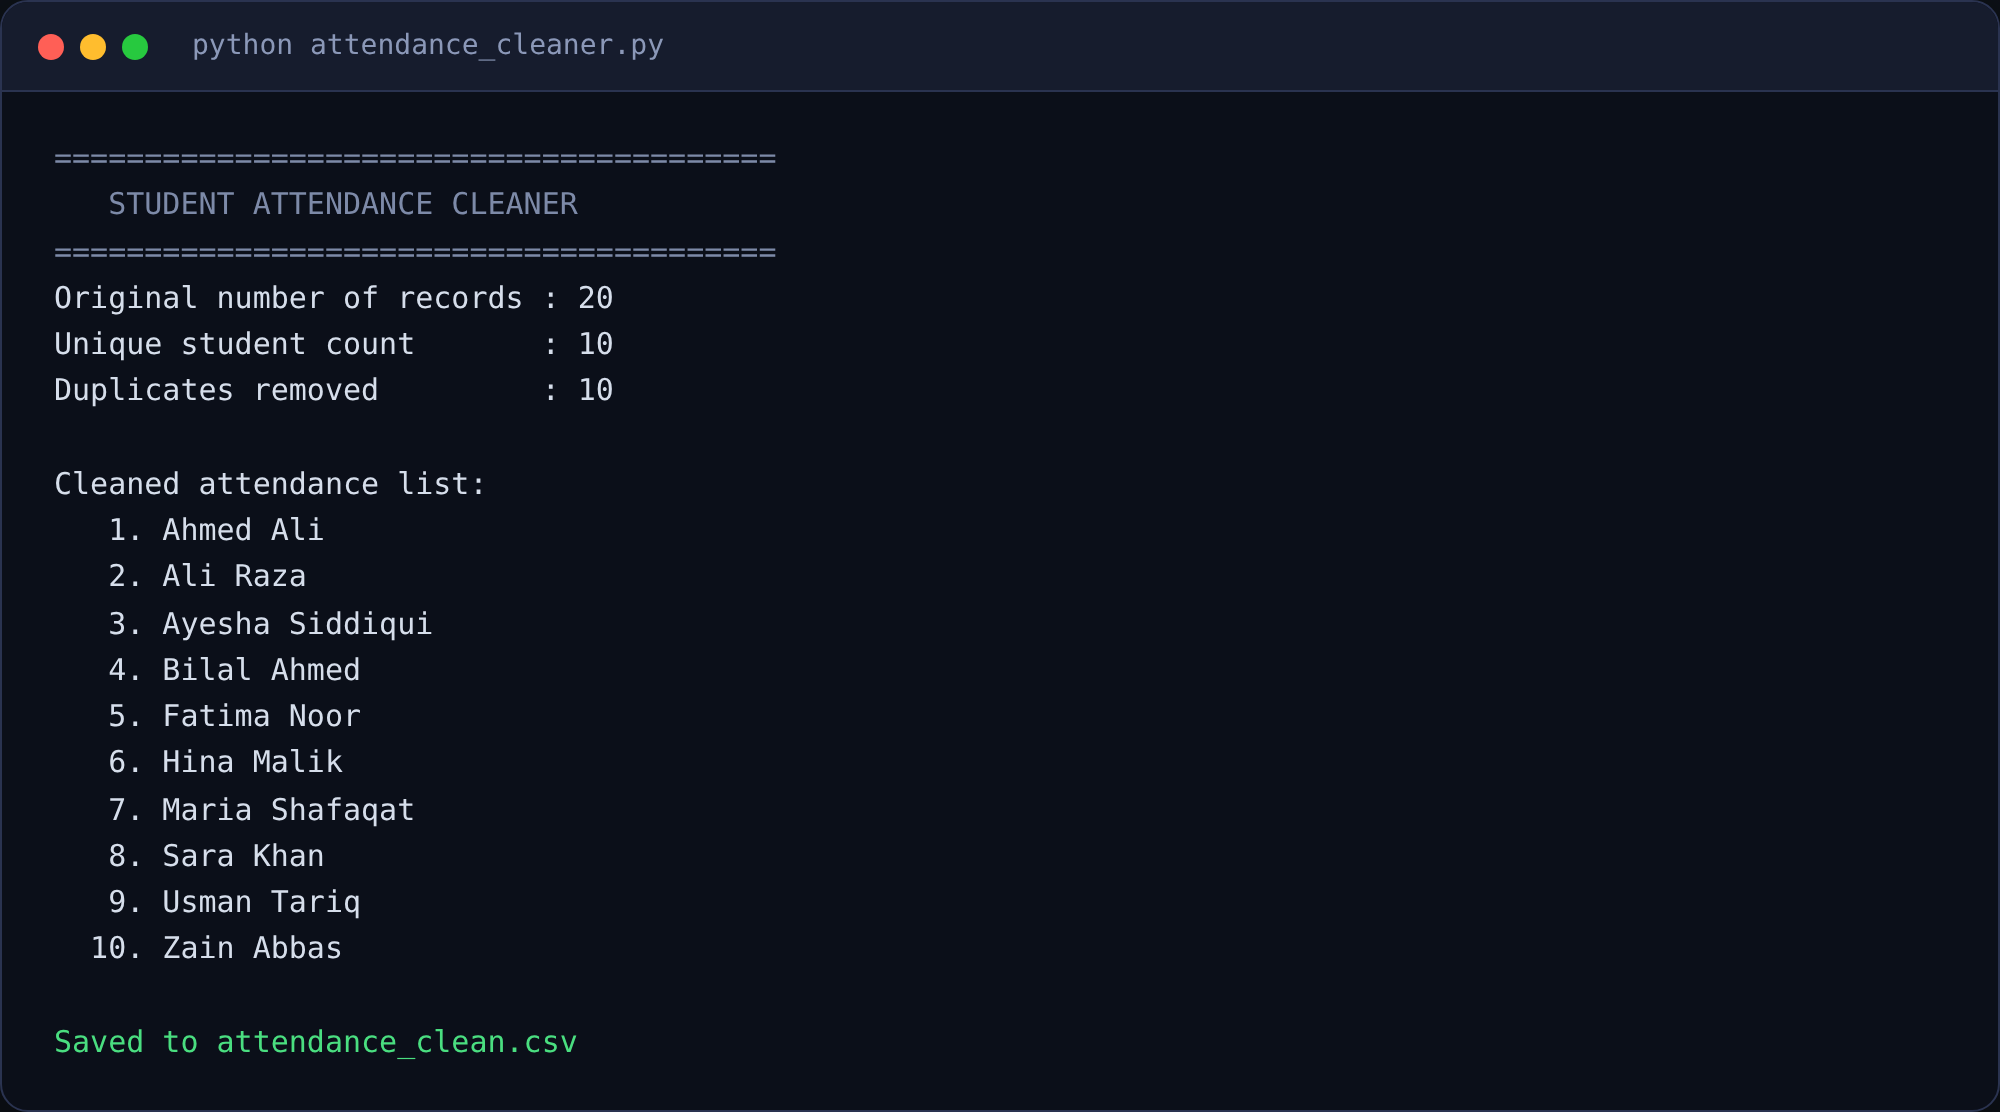 python attendance_cleaner.py
========================================
   STUDENT ATTENDANCE CLEANER
========================================
Original number of records : 20
Unique student count       : 10
Duplicates removed         : 10

Cleaned attendance list:
   1. Ahmed Ali
   2. Ali Raza
   3. Ayesha Siddiqui
   4. Bilal Ahmed
   5. Fatima Noor
   6. Hina Malik
   7. Maria Shafaqat
   8. Sara Khan
   9. Usman Tariq
  10. Zain Abbas

Saved to attendance_clean.csv